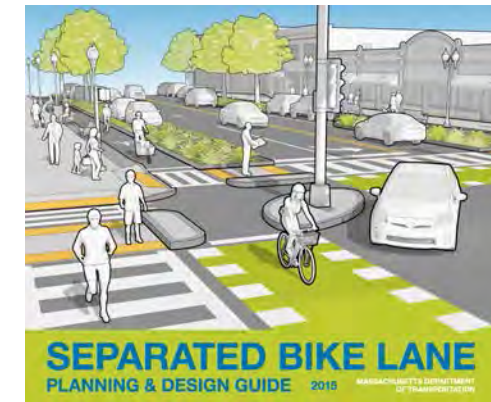 SEPARATED BIKE LANE
PLANNING & DESIGN GUIDE 2015
MASSACHUSETTS DEPARTMENT
OF TRANSPORTATION